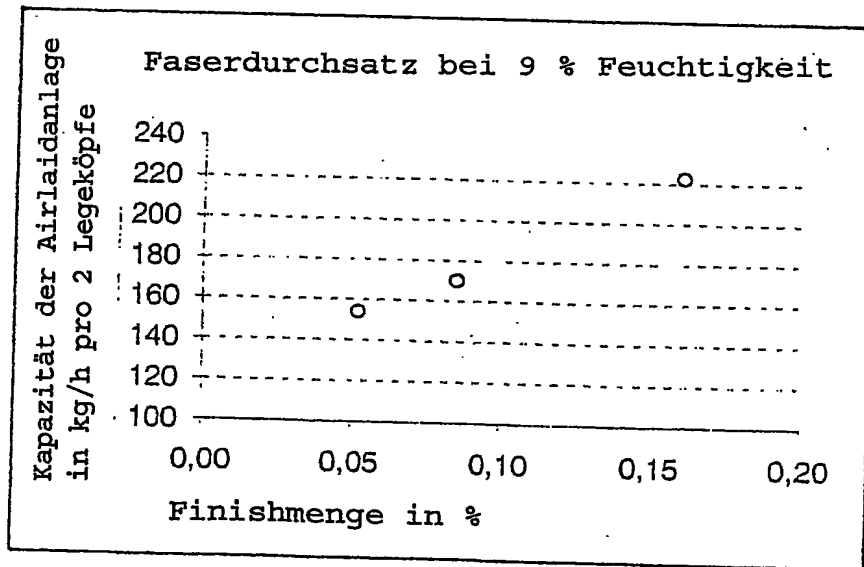 Faserdurchsatz bei 9 % Feuchtigkeit
Kapazität der Airlaidanlage
in kg/h pro 2 Legeköpfe
240
220
200
180
160
140
120
100
0,00 0,05 0,10 0,15 0,20
Finishmenge in %